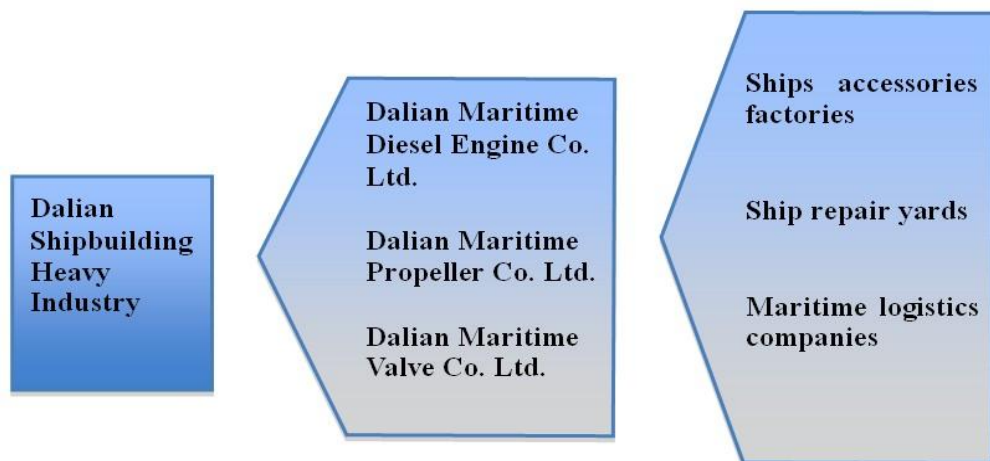 Dalian
Shipbuilding
Heavy
Industry
Dalian Maritime
Diesel Engine Co.
Ltd.
Dalian Maritime
Propeller Co. Ltd.
Dalian Maritime
Valve Co. Ltd.
Ships accessories
factories
Ship repair yards
Maritime logistics
companies